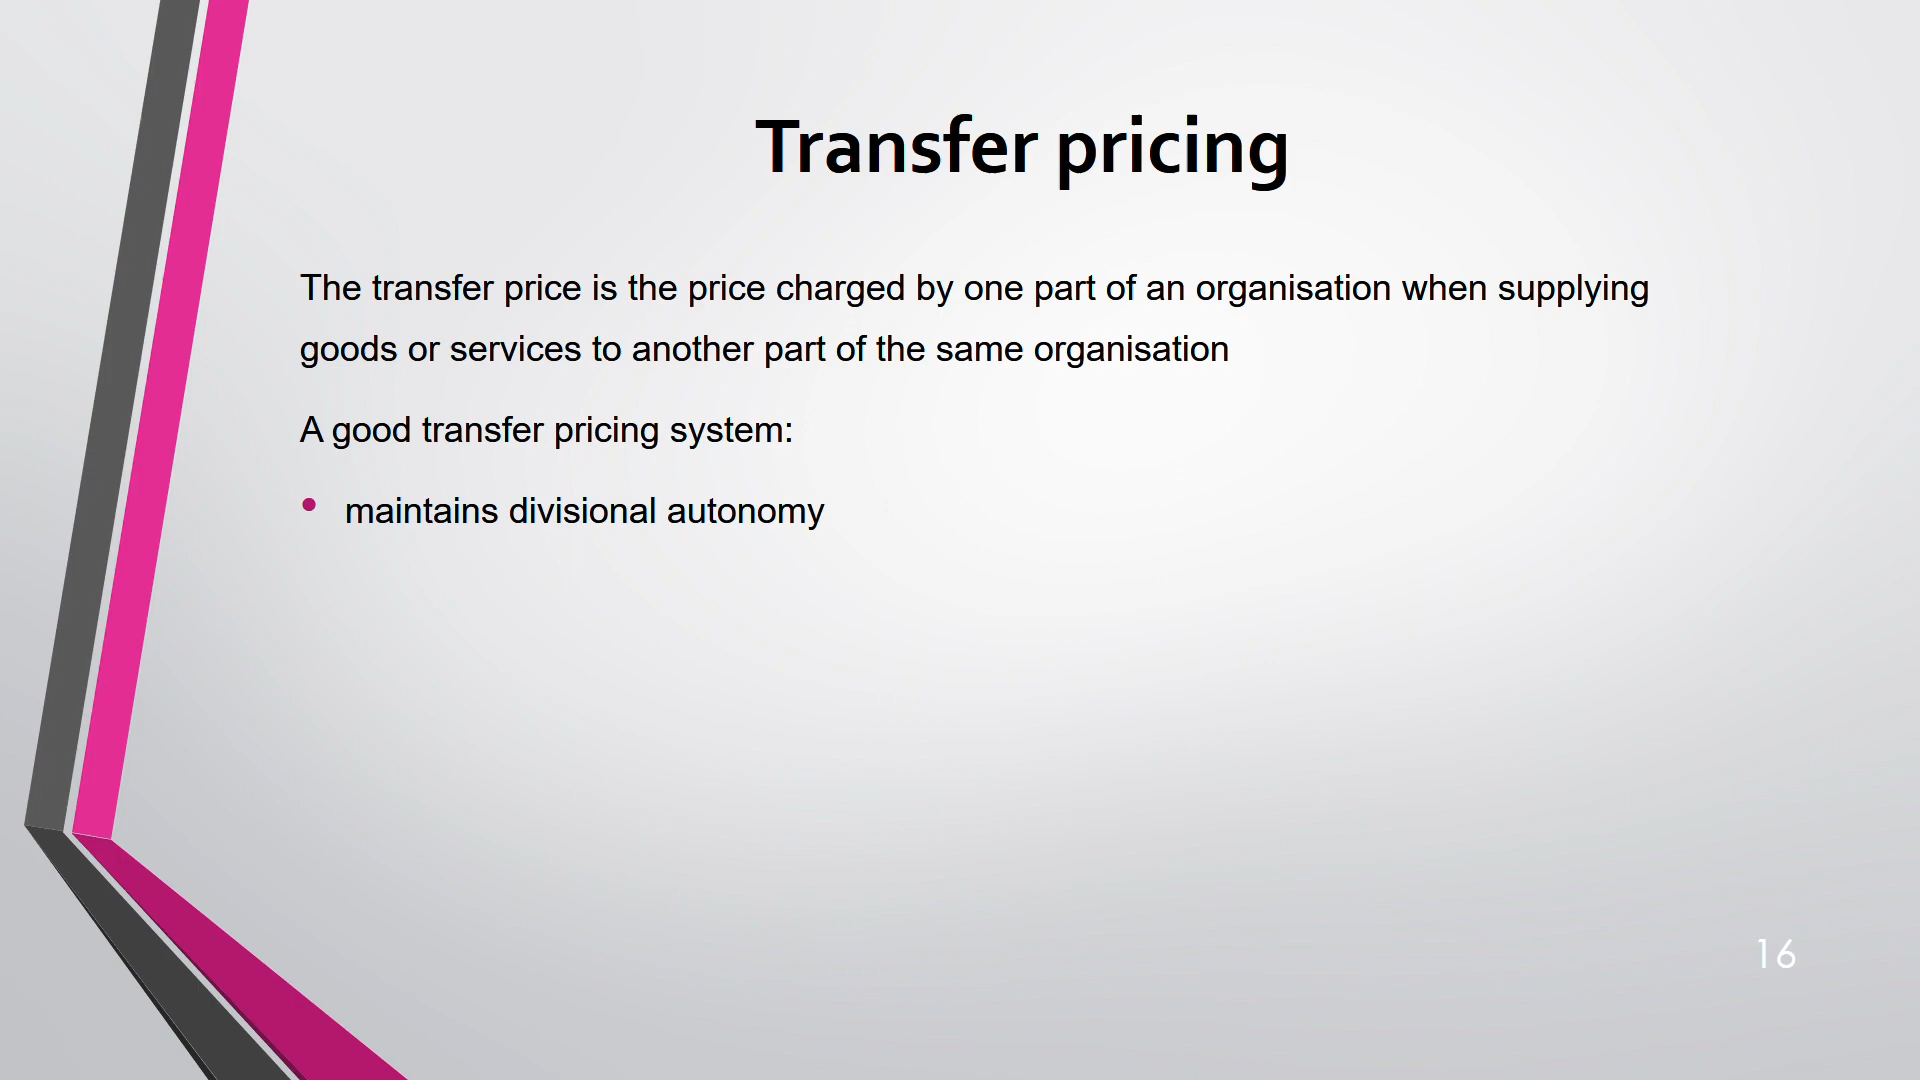 Transfer pricing
The transfer price is the price charged by one part of an organisation when supplying
goods or services to another part of the same organisation
A good transfer pricing system:
• maintains divisional autonomy
16